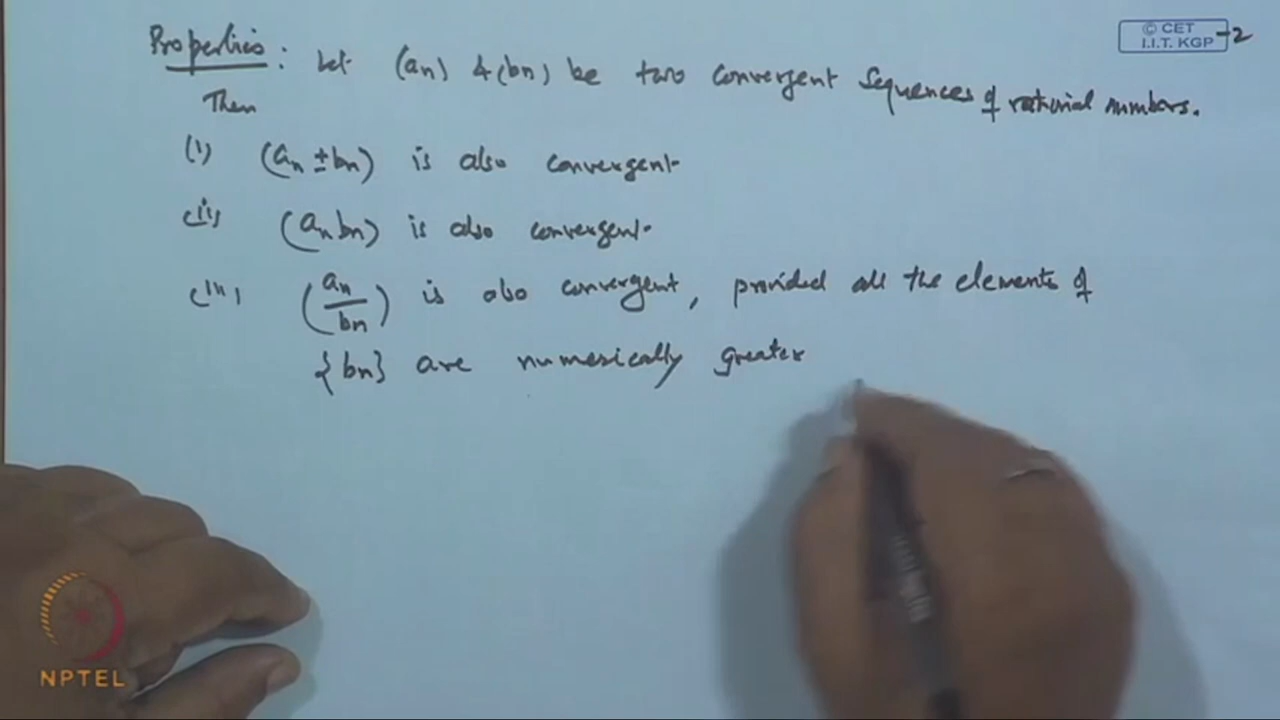 © CET
I.I.T. KGP -2
Properties: Let (an) & (bn) be two convergent sequences of rational numbers.
Then
(i) (an ± bn) is also convergent.
(ii) (an bn) is also convergent.
(iii) (an/bn) is also convergent, provided all the elements of
{bn} are numerically greater
NPTEL